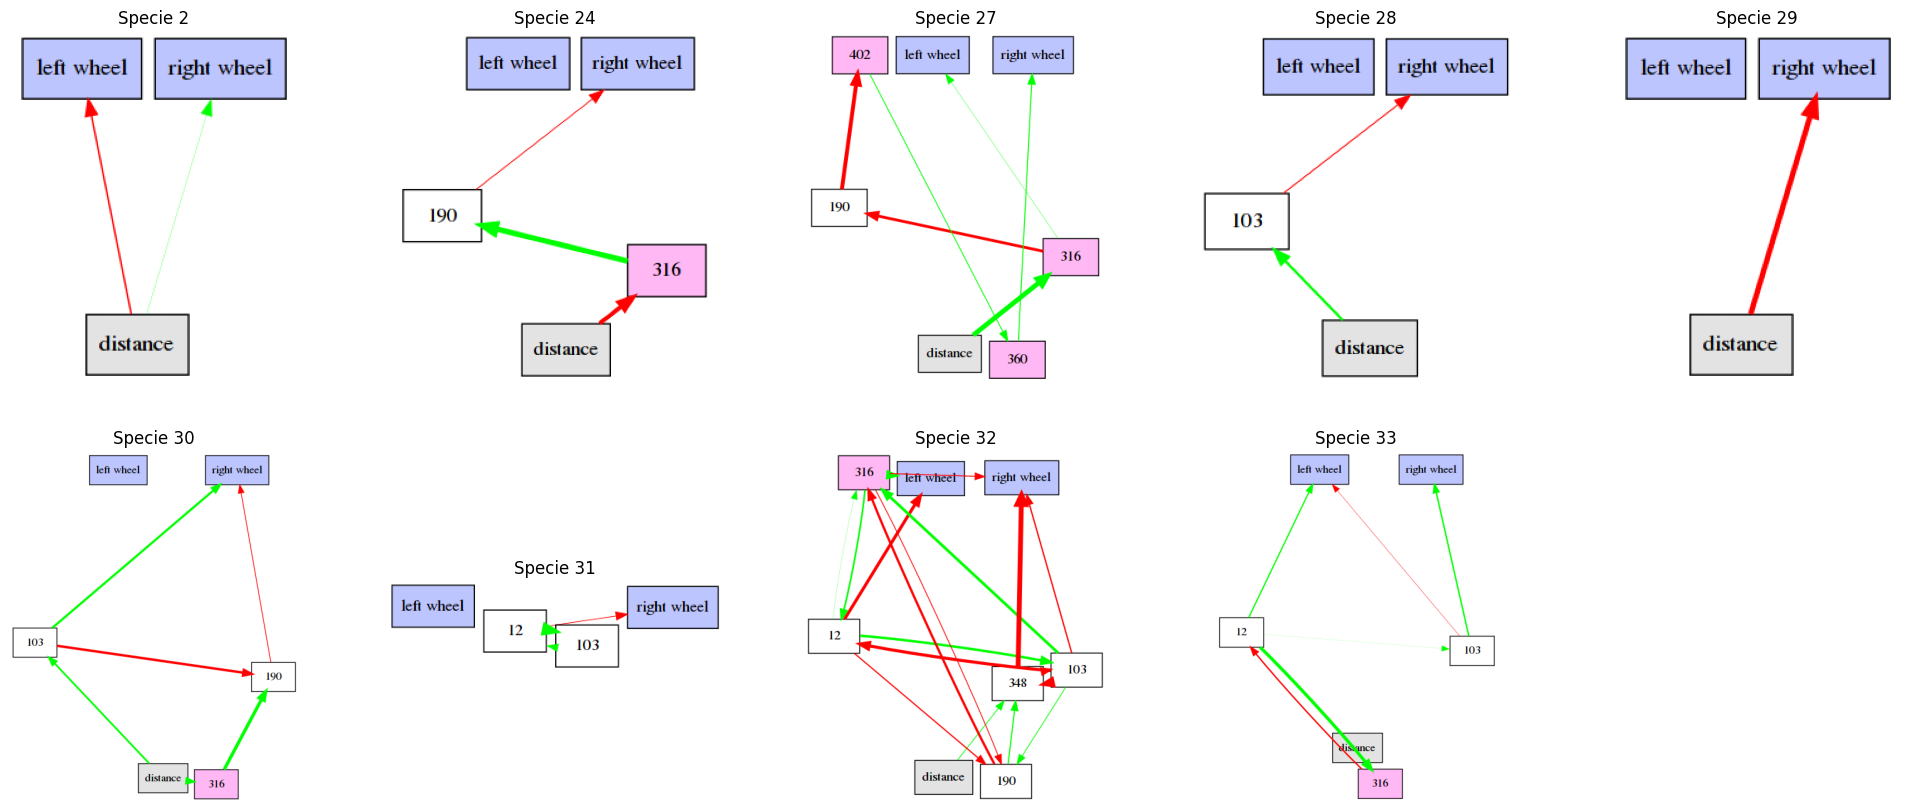 Specie 2
left wheel
right wheel
distance
Specie 24
left wheel
right wheel
190
316
distance
Specie 27
402
left wheel
right wheel
190
316
distance
360
Specie 28
left wheel
right wheel
103
distance
Specie 29
left wheel
right wheel
distance
Specie 30
left wheel
right wheel
103
190
distance
316
Specie 31
left wheel
right wheel
12
103
Specie 32
316
left wheel
right wheel
12
103
348
distance
190
Specie 33
left wheel
right wheel
12
103
distance
316